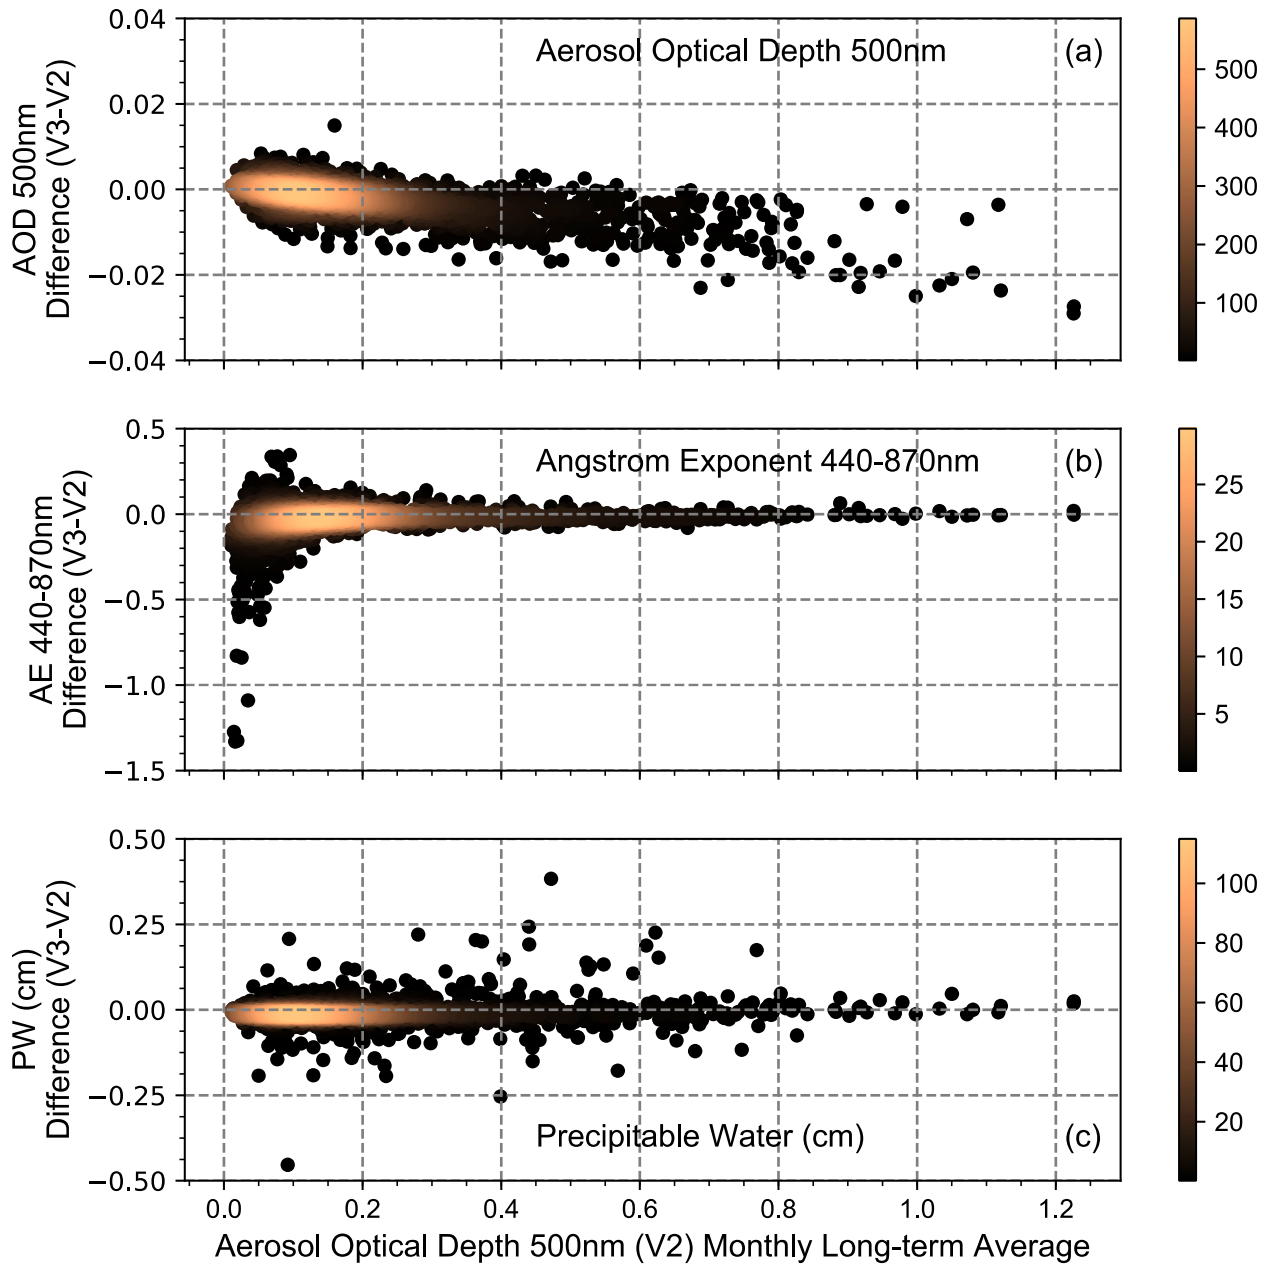 0.04
0.02
0.00
−0.02
−0.04
AOD 500nm
Difference (V3-V2)
Aerosol Optical Depth 500nm
(a)
500
400
300
200
100
0.5
0.0
−0.5
−1.0
−1.5
AE 440-870nm
Difference (V3-V2)
Angstrom Exponent 440-870nm
(b)
25
20
15
10
5
0.50
0.25
0.00
−0.25
−0.50
PW (cm)
Difference (V3-V2)
Precipitable Water (cm)
(c)
100
80
60
40
20
0.0 0.2 0.4 0.6 0.8 1.0 1.2
Aerosol Optical Depth 500nm (V2) Monthly Long-term Average